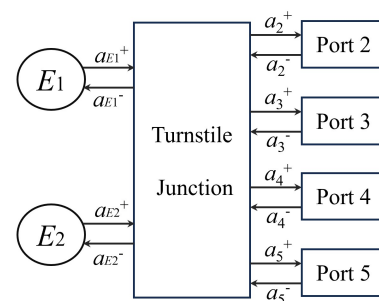 E1
aE1+
aE1-
E2
aE2+
aE2-
Turnstile
Junction
a2+
a2-
Port 2
a3+
a3-
Port 3
a4+
a4-
Port 4
a5+
a5-
Port 5